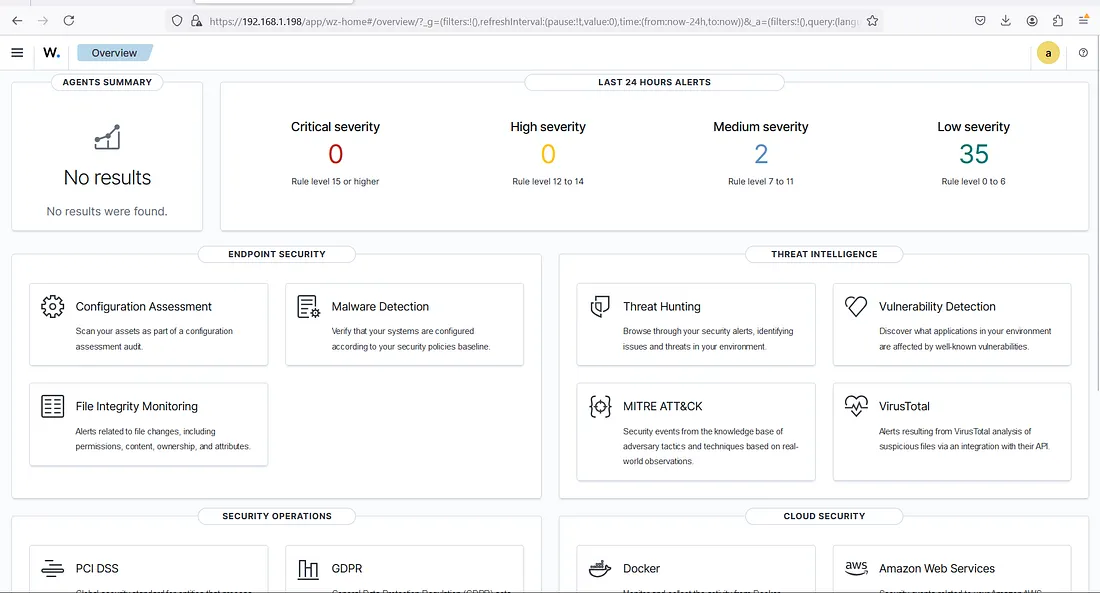 https://192.168.1.198/app/wz-home#/overview/?_g=(filters:!(),refreshInterval:(pause:!t,value:0),time:(from:now-24h,to:now))&_a=(filters:!(),query:(langu
W. Overview a
AGENTS SUMMARY
No results
No results were found.
LAST 24 HOURS ALERTS
Critical severity
0
Rule level 15 or higher
High severity
0
Rule level 12 to 14
Medium severity
2
Rule level 7 to 11
Low severity
35
Rule level 0 to 6
ENDPOINT SECURITY
Configuration Assessment
Scan your assets as part of a configuration
assessment audit.
Malware Detection
Verify that your systems are configured
according to your security policies baseline.
File Integrity Monitoring
Alerts related to file changes, including
permissions, content, ownership, and attributes.
THREAT INTELLIGENCE
Threat Hunting
Browse through your security alerts, identifying
issues and threats in your environment.
Vulnerability Detection
Discover what applications in your environment
are affected by well-known vulnerabilities.
MITRE ATT&CK
Security events from the knowledge base of
adversary tactics and techniques based on real-
world observations.
VirusTotal
Alerts resulting from VirusTotal analysis of
suspicious files via an integration with their API.
SECURITY OPERATIONS
PCI DSS
GDPR
CLOUD SECURITY
Docker
aws Amazon Web Services